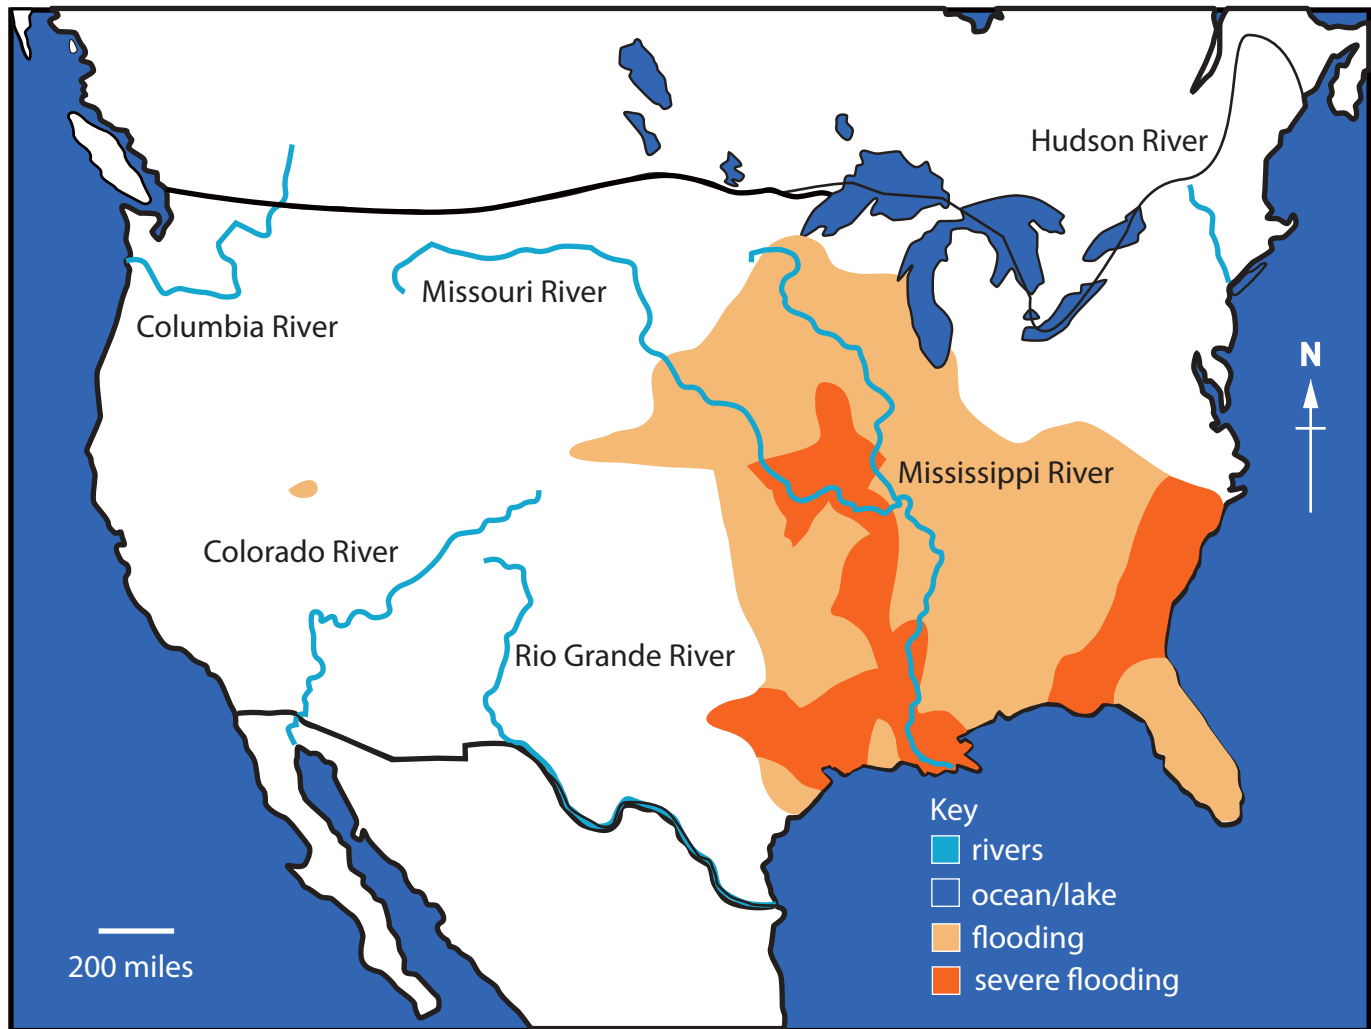 Hudson River
Missouri River
Columbia River
N
Mississippi River
Colorado River
Rio Grande River
Key
rivers
ocean/lake
flooding
severe flooding
200 miles